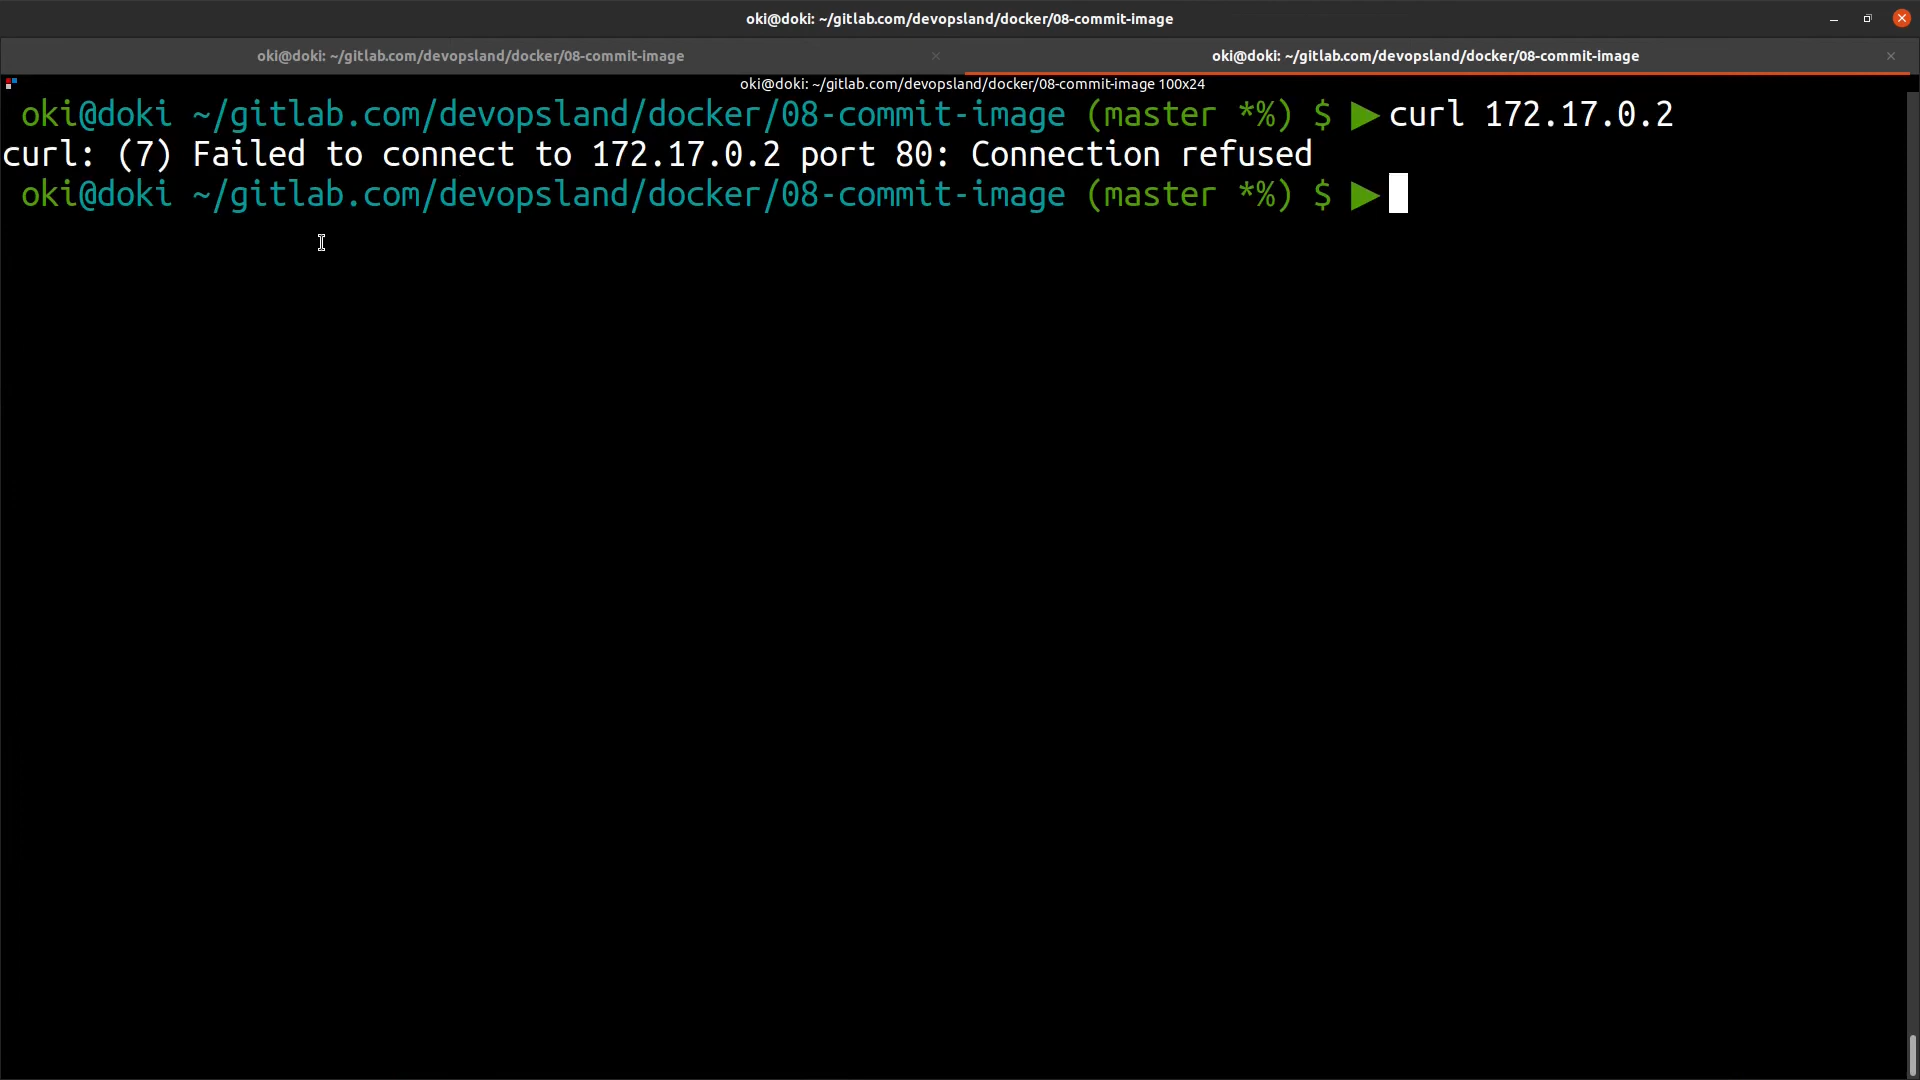 oki@doki: ~/gitlab.com/devopsland/docker/08-commit-image
oki@doki: ~/gitlab.com/devopsland/docker/08-commit-image
oki@doki: ~/gitlab.com/devopsland/docker/08-commit-image
oki@doki: ~/gitlab.com/devopsland/docker/08-commit-image 100x24
oki@doki ~/gitlab.com/devopsland/docker/08-commit-image (master *%) $ ▶curl 172.17.0.2
curl: (7) Failed to connect to 172.17.0.2 port 80: Connection refused
oki@doki ~/gitlab.com/devopsland/docker/08-commit-image (master *%) $ ▶